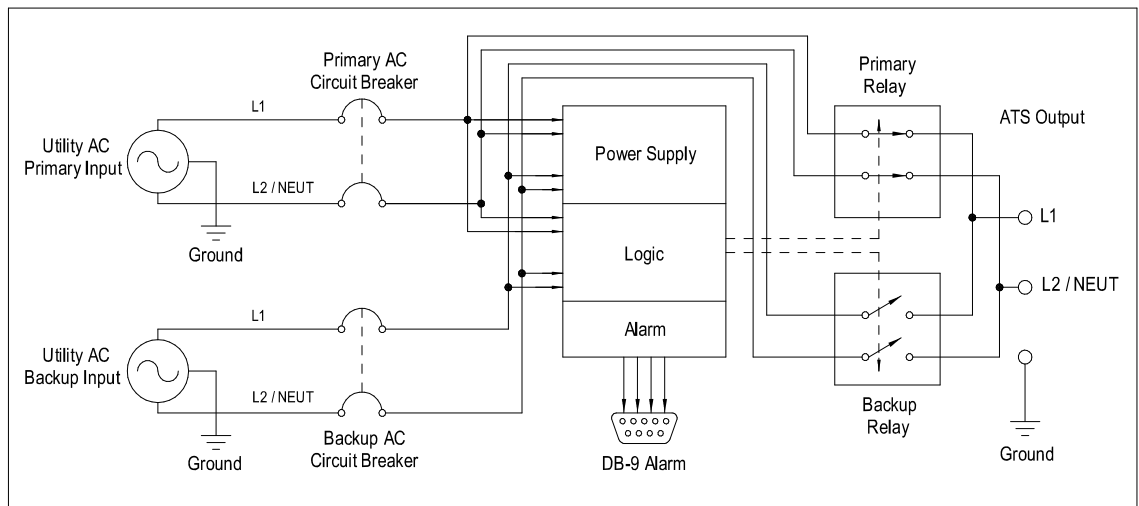 Primary AC
Circuit Breaker
L1
Utility AC
Primary Input
L2 / NEUT
Ground
L1
Utility AC
Backup Input
L2 / NEUT
Ground
Backup AC
Circuit Breaker
Power Supply
Logic
Alarm
DB-9 Alarm
Primary
Relay
Backup
Relay
ATS Output
L1
L2 / NEUT
Ground